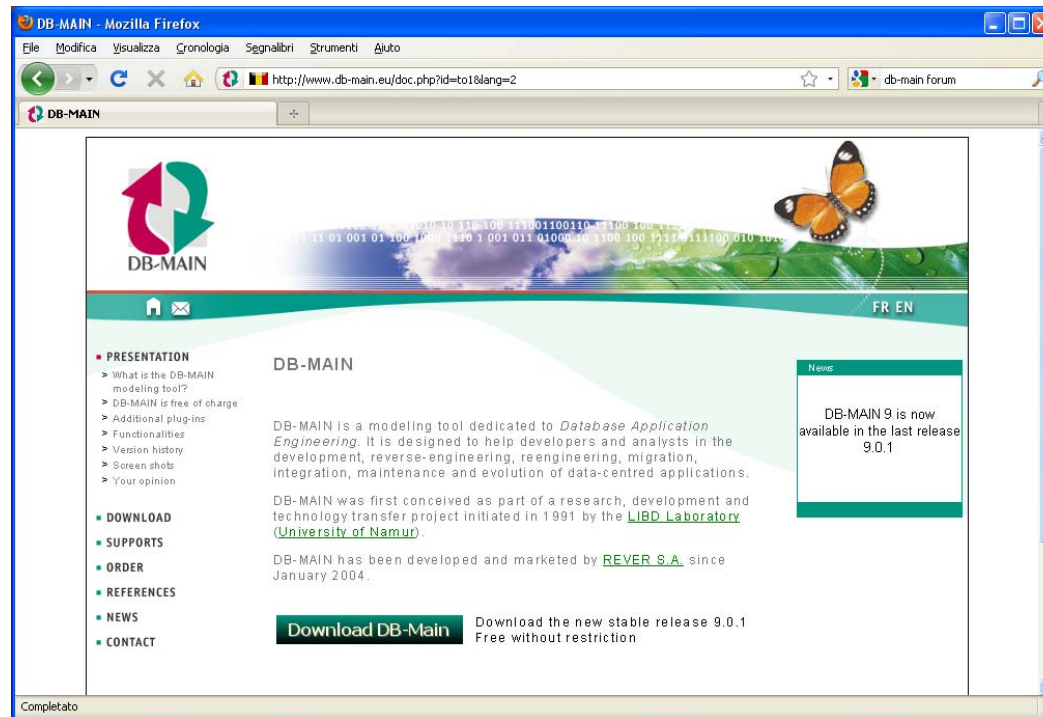 DB-MAIN - Mozilla Firefox
File Modifica Visualizza Cronologia Segnalibri Strumenti Aiuto
http://www.db-main.eu/doc.php?id=to1&lang=2
db-main forum
DB-MAIN
DB-MAIN
FR EN
PRESENTATION
> What is the DB-MAIN
modeling tool?
> DB-MAIN is free of charge
> Additional plug-ins
> Functionalities
> Version history
> Screen shots
> Your opinion
DOWNLOAD
SUPPORTS
ORDER
REFERENCES
NEWS
CONTACT
DB-MAIN
DB-MAIN is a modeling tool dedicated to Database Application
Engineering. It is designed to help developers and analysts in the
development, reverse-engineering, reengineering, migration,
integration, maintenance and evolution of data-centred applications.
DB-MAIN was first conceived as part of a research, development and
technology transfer project initiated in 1991 by the LIBD Laboratory
(University of Namur).
DB-MAIN has been developed and marketed by REVER S.A. since
January 2004.
Download DB-Main
Download the new stable release 9.0.1
Free without restriction
News
DB-MAIN 9 is now
available in the last release
9.0.1
Completato